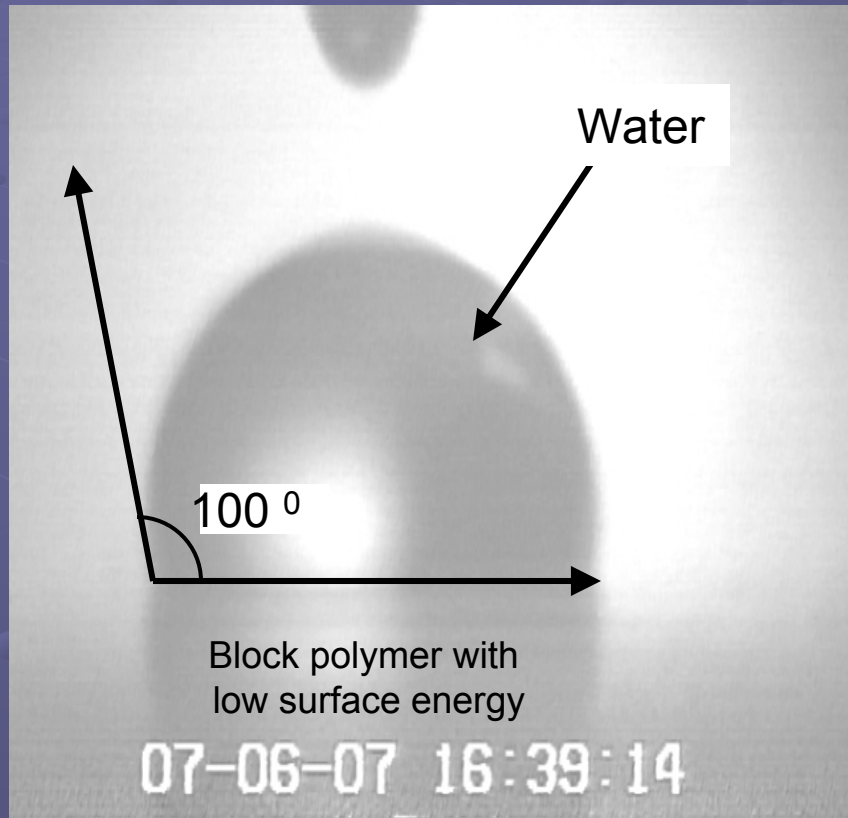 Water
100 ⁰
Block polymer with
low surface energy
07-06-07 16:39:14